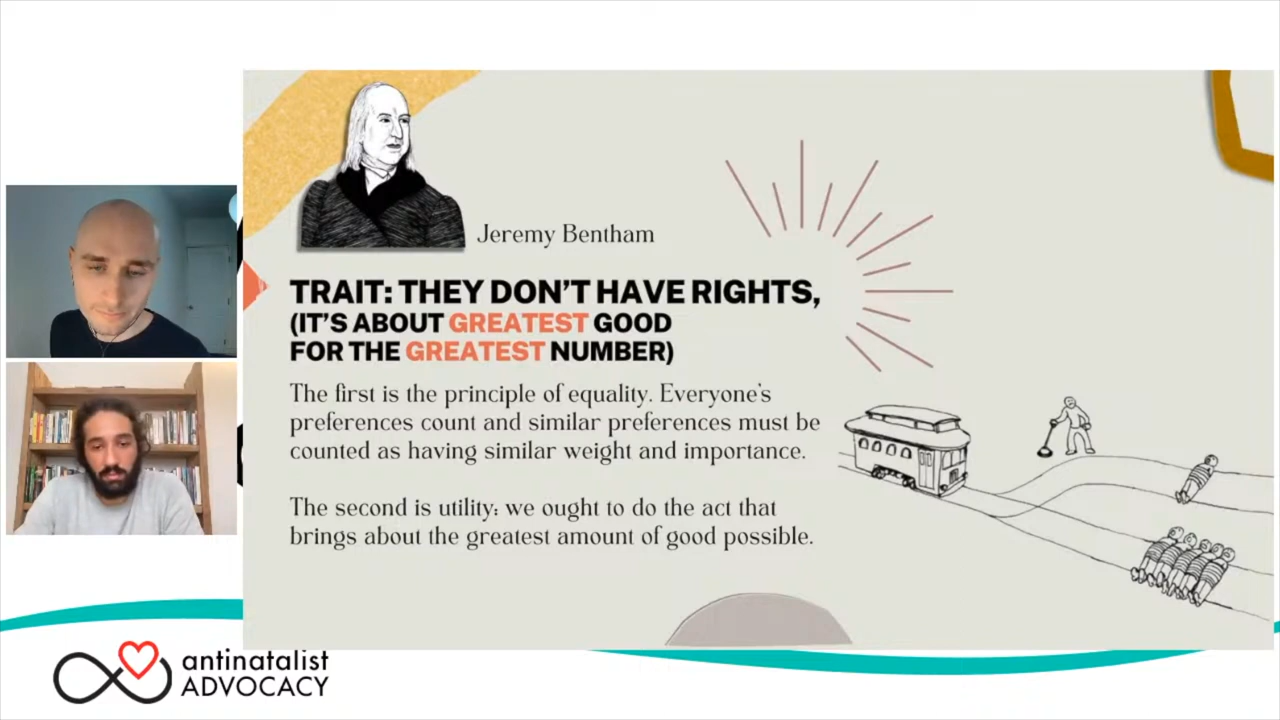 Jeremy Bentham
TRAIT: THEY DON'T HAVE RIGHTS,
(IT'S ABOUT GREATEST GOOD
FOR THE GREATEST NUMBER)
The first is the principle of equality. Everyone's
preferences count and similar preferences must be
counted as having similar weight and importance.
The second is utility: we ought to do the act that
brings about the greatest amount of good possible.
antinatalist
ADVOCACY